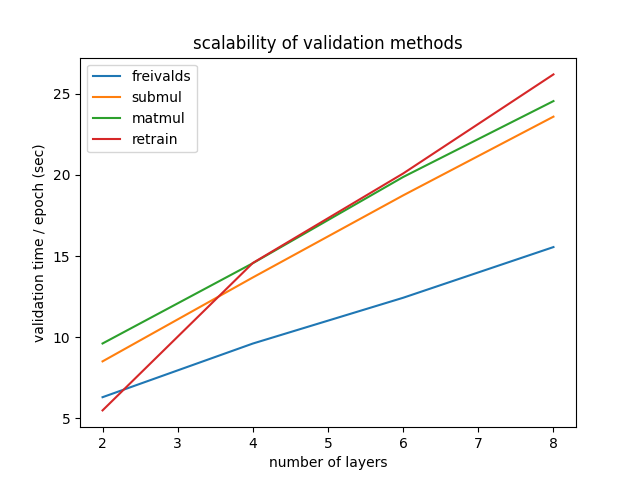 scalability of validation methods
freivalds
submul
matmul
retrain
validation time / epoch (sec)
25
20
15
10
5
2 3 4 5 6 7 8
number of layers